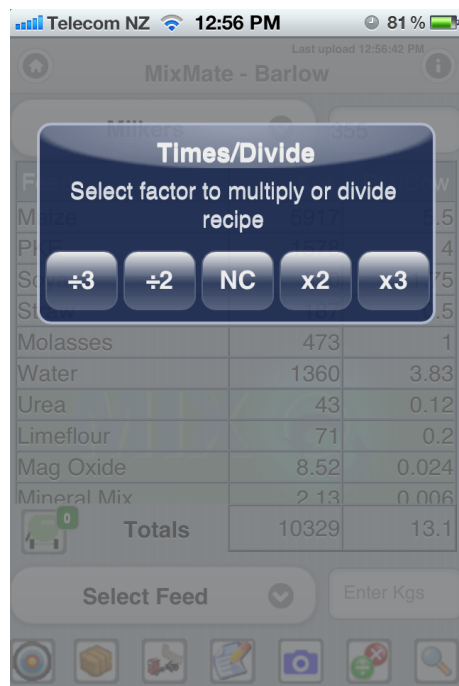 Telecom NZ 12:56 PM 81%
Last upload 12:56:42 PM
MixMate - Barlow
Milkers 355
Times/Divide
Select factor to multiply or divide
recipe
÷3 ÷2 NC x2 x3
Molasses 473 1
Water 1360 3.83
Urea 43 0.12
Limeflour 71 0.2
Mag Oxide 8.52 0.024
Mineral Mix 2.13 0.006
0
Totals 10329 13.1
Select Feed Enter Kgs